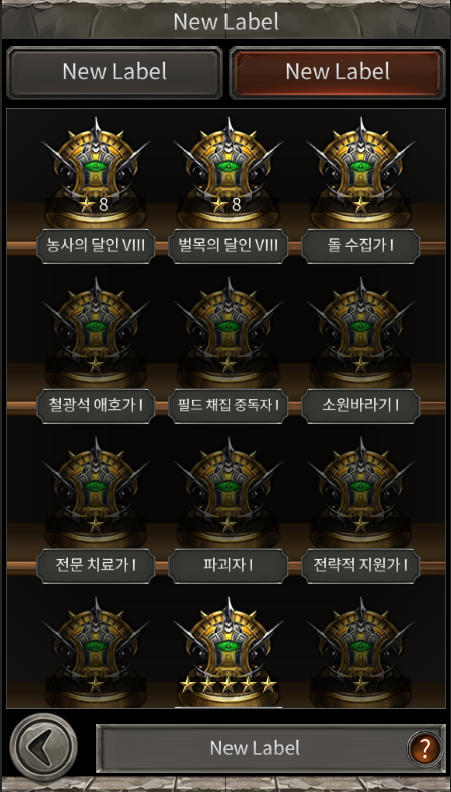 New Label
New Label
New Label
8
8
농사의 달인 VIII
벌목의 달인 VIII
돌 수집가 I
철광석 애호가 I
필드 채집 중독자 I
소원바라기 I
전문 치료가 I
파괴자 I
전략적 지원가 I
New Label
?